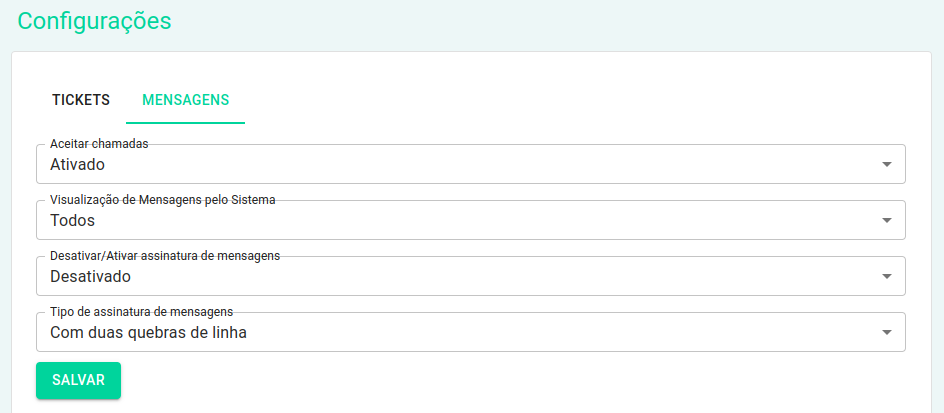 Configurações
TICKETS MENSAGENS
Aceitar chamadas
Ativado
Visualização de Mensagens pelo Sistema
Todos
Desativar/Ativar assinatura de mensagens
Desativado
Tipo de assinatura de mensagens
Com duas quebras de linha
SALVAR